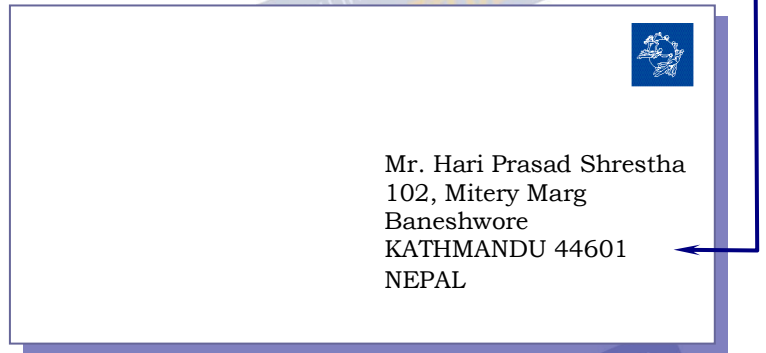 Mr. Hari Prasad Shrestha
102, Mitery Marg
Baneshwore
KATHMANDU 44601
NEPAL